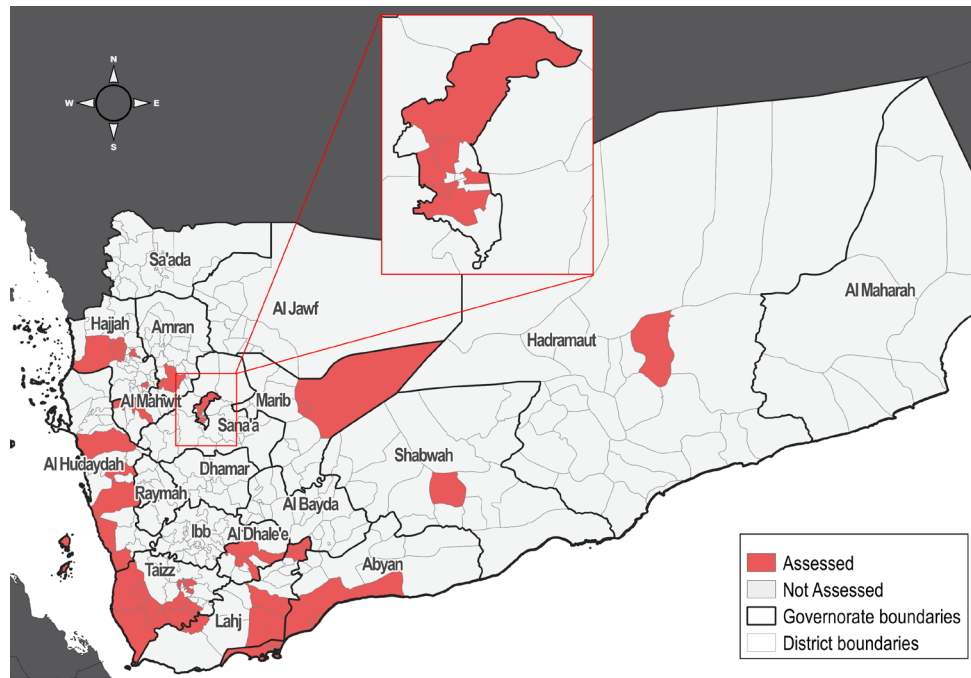 N
W E
S
Sa'ada
Al Jawf
Al Maharah
Hajjah
Amran
Hadramaut
Al Mahwit
Marib
Sana'a
Shabwah
Al Hudaydah
Dhamar
Raymah
Al Bayda
Ibb
Al Dhale'e
Taizz
Abyan
Lahj
Assessed
Not Assessed
Governorate boundaries
District boundaries